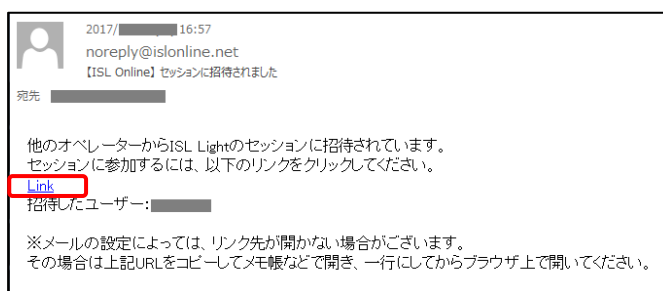 2017/ 16:57
noreply@islonline.net
【ISL Online】セッションに招待されました
宛先
他のオペレーターからISL Lightのセッションに招待されています。
セッションに参加するには、以下のリンクをクリックしてください。
Link
招待したユーザー:
※メールの設定によっては、リンク先が開かない場合がございます。
その場合は上記URLをコピーしてメモ帳などで開き、一行にしてからブラウザ上で開いてください。